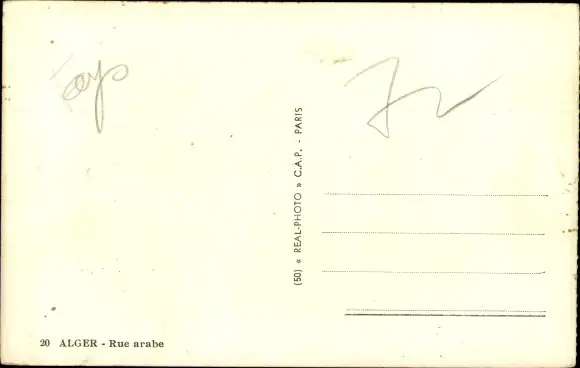 (50) « REAL-PHOTO » C.A.P. - PARIS
20 ALGER - Rue arabe